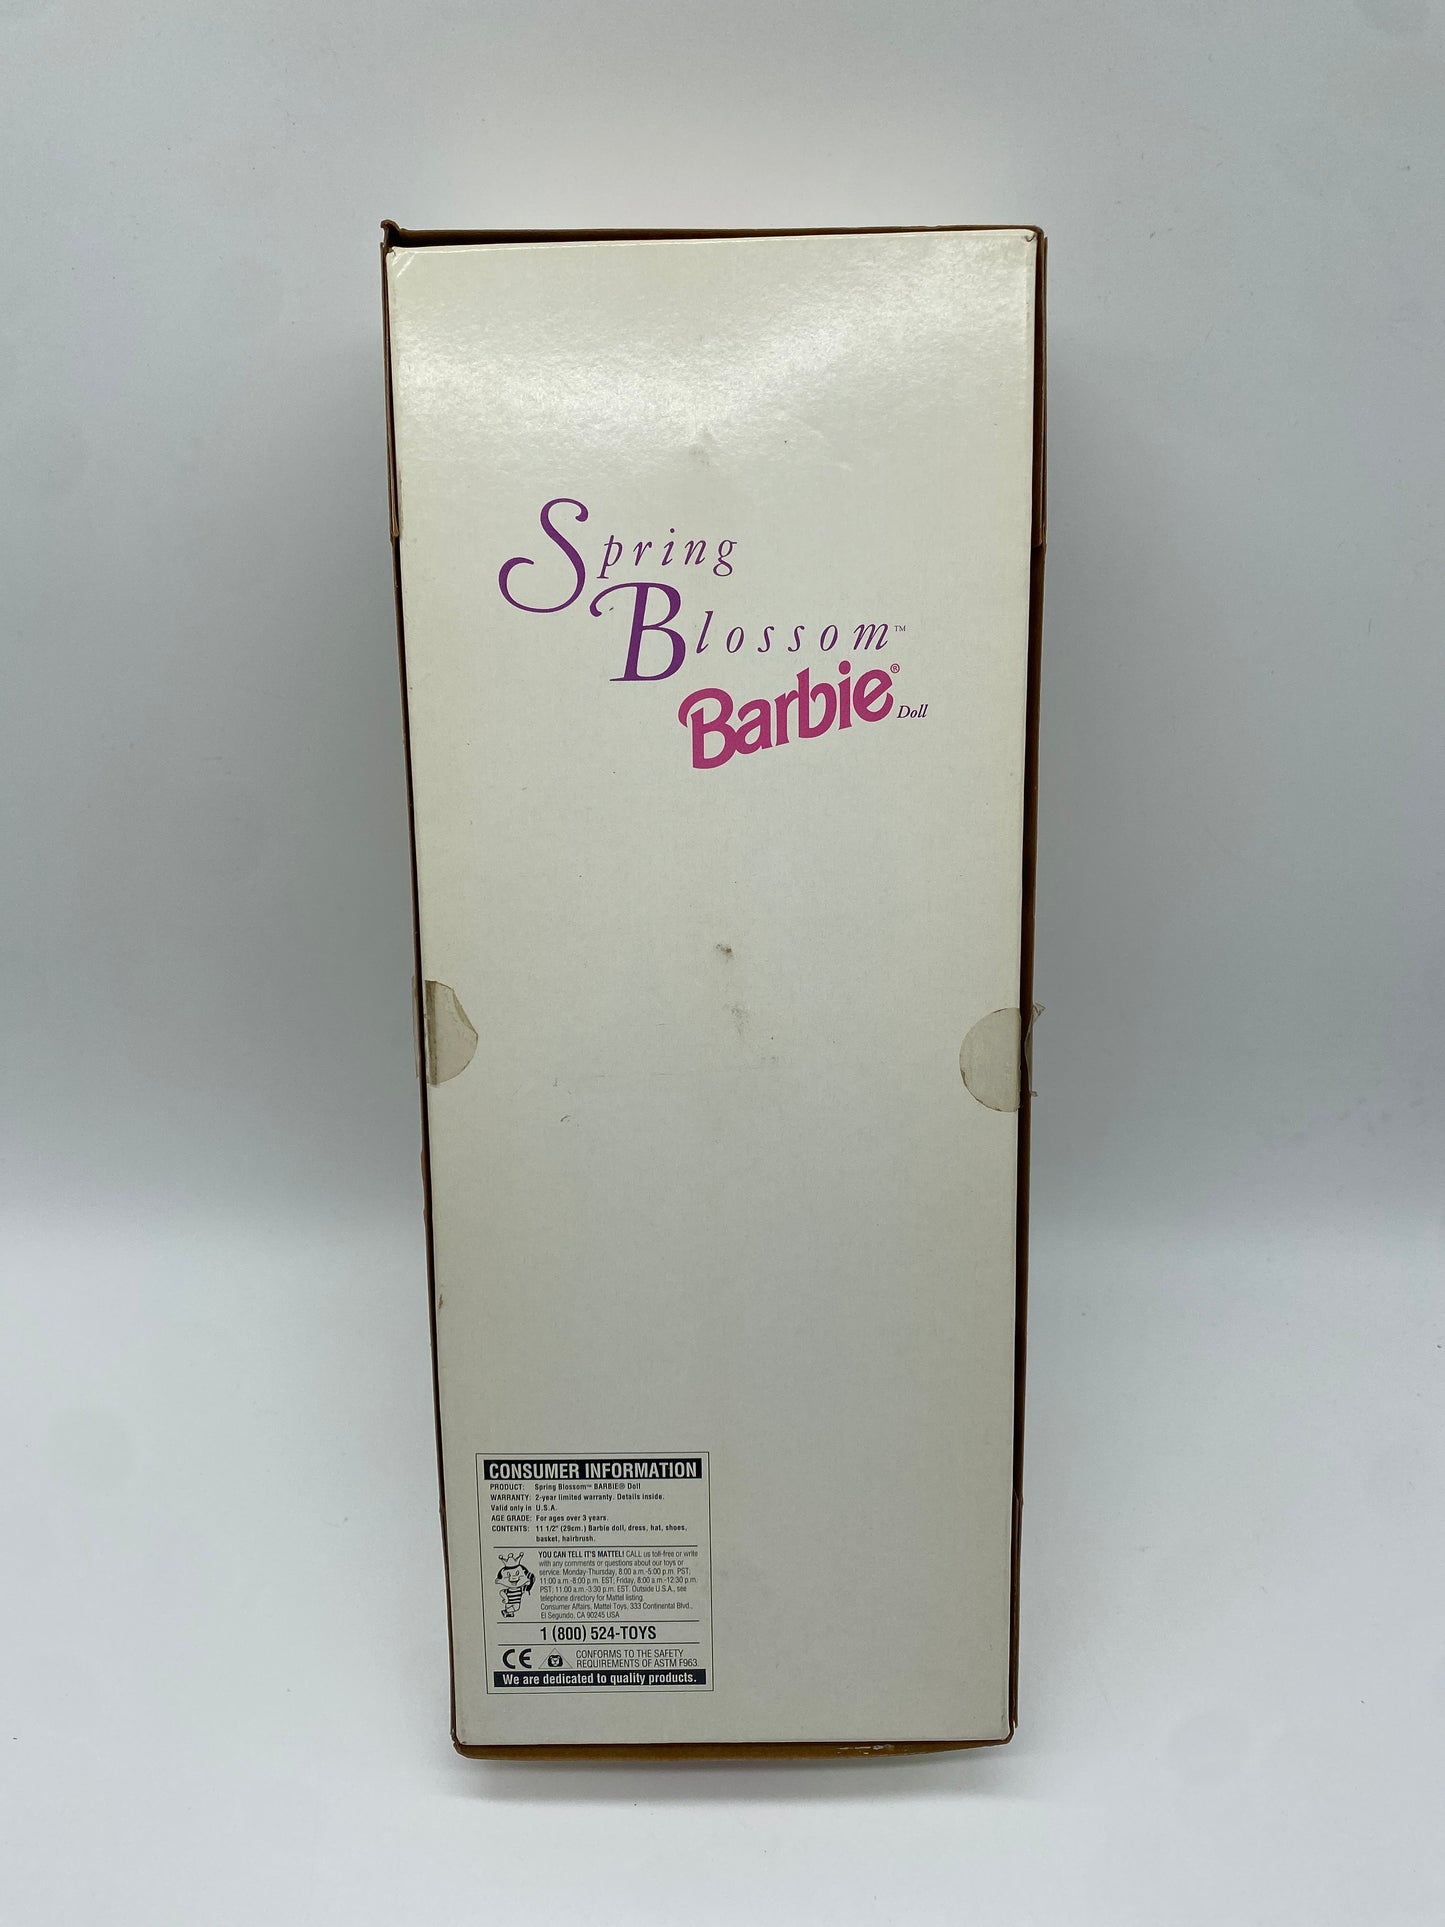 Spring
Blossom™
Barbie® Doll
CONSUMER INFORMATION
PRODUCT: Spring Blossom™ BARBIE® Doll
WARRANTY: 2-year limited warranty. Details inside.
Valid only in U.S.A.
AGE GRADE: For ages over 3 years.
CONTENTS: 11 1/2" (29cm.) Barbie doll, dress, hat, shoes,
basket, hairbrush.
YOU CAN TELL IT'S MATTEL! CALL us toll-free or write
with any comments or questions about our toys or
service. Monday-Thursday, 8:00 a.m.-5:00 p.m. PST,
11:00 a.m.-8:00 p.m. EST; Friday, 8:00 a.m.-12:30 p.m.
PST; 11:00 a.m.-3:30 p.m. EST. Outside U.S.A., see
telephone directory for Mattel listing.
Consumer Affairs, Mattel Toys, 333 Continental Blvd.,
El Segundo, CA 90245 USA
1 (800) 524-TOYS
CE CONFORMS TO THE SAFETY
REQUIREMENTS OF ASTM F963.
We are dedicated to quality products.